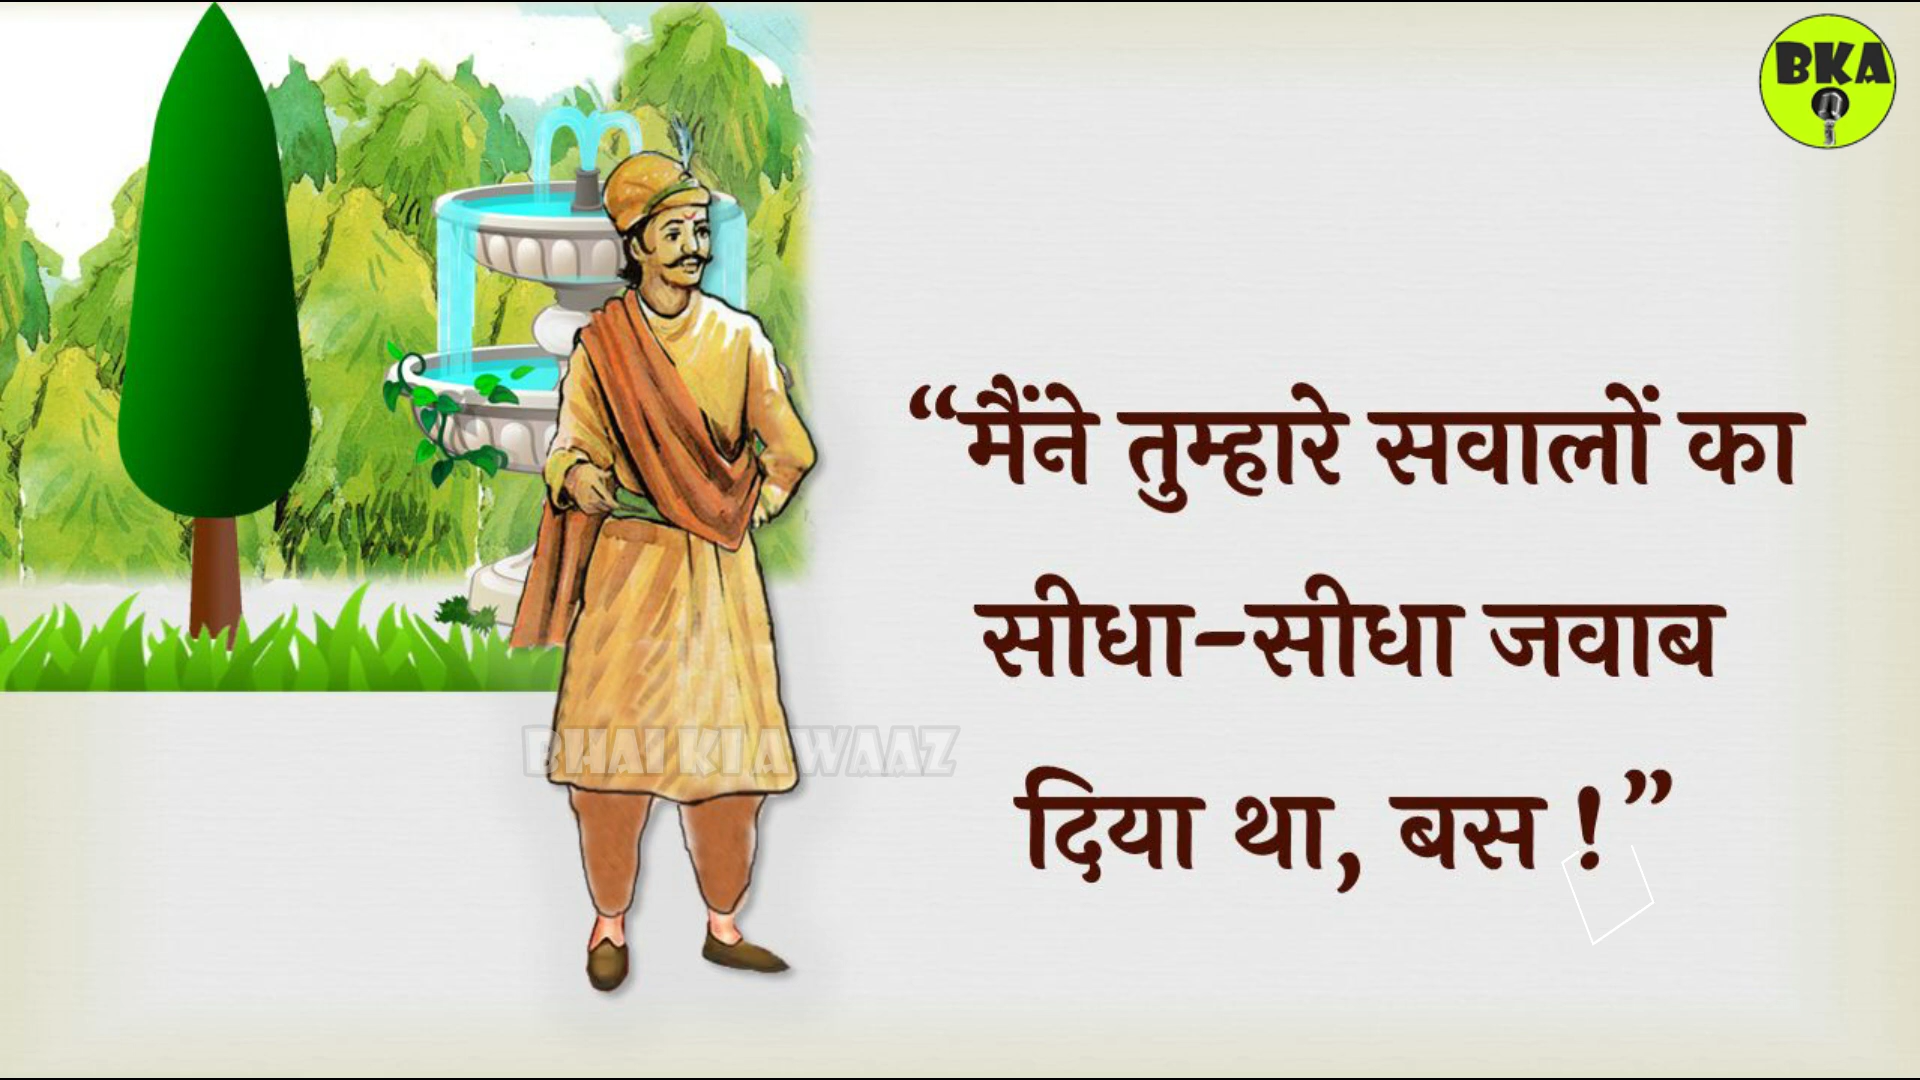 BKA
“मैंने तुम्हारे सवालों का
सीधा-सीधा जवाब
दिया था, बस !”
BHAI KI AWAAZ